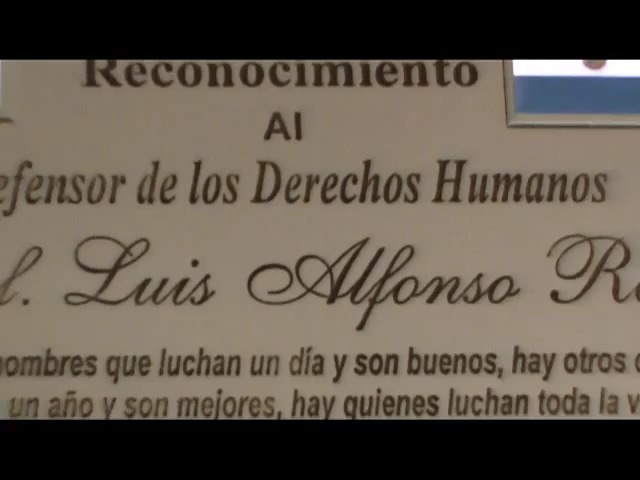 Reconocimiento
Al
efensor de los Derechos Humanos
l. Luis Alfonso R
hombres que luchan un día y son buenos, hay otros
un año y son mejores, hay quienes luchan toda la v